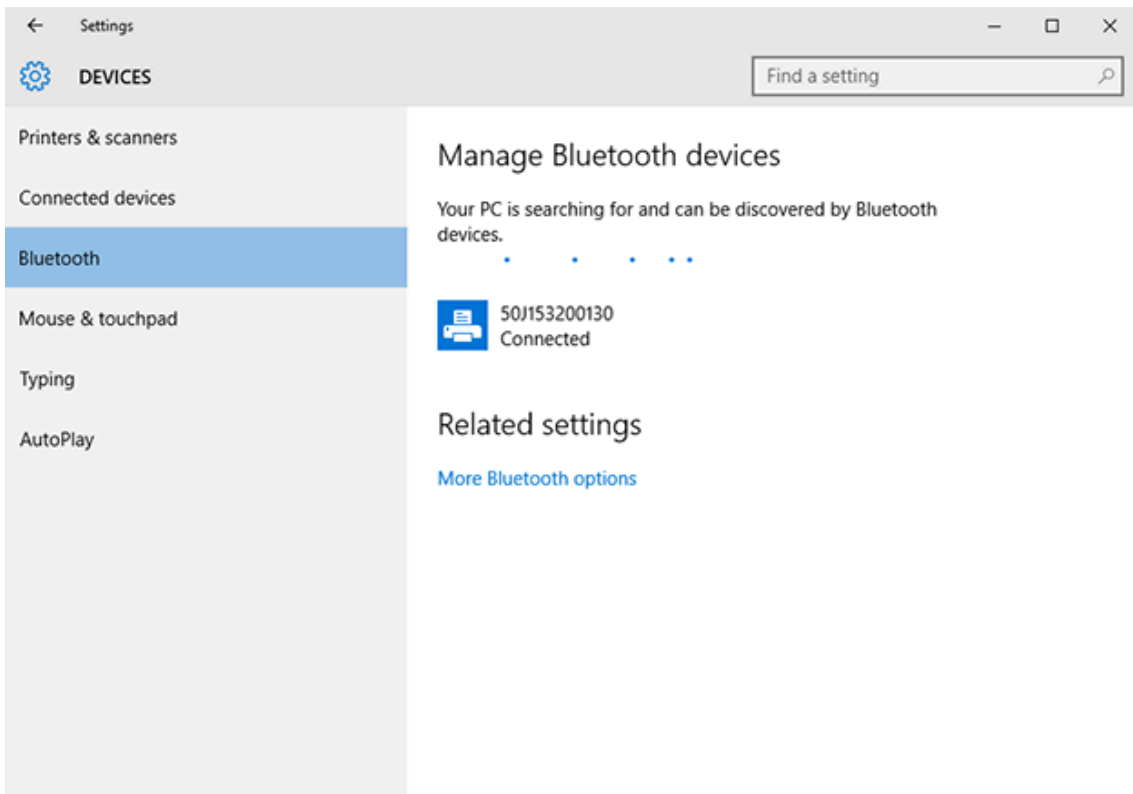 Settings
DEVICES
Find a setting
Printers & scanners
Connected devices
Bluetooth
Mouse & touchpad
Typing
AutoPlay
Manage Bluetooth devices
Your PC is searching for and can be discovered by Bluetooth
devices.
50J153200130
Connected
Related settings
More Bluetooth options